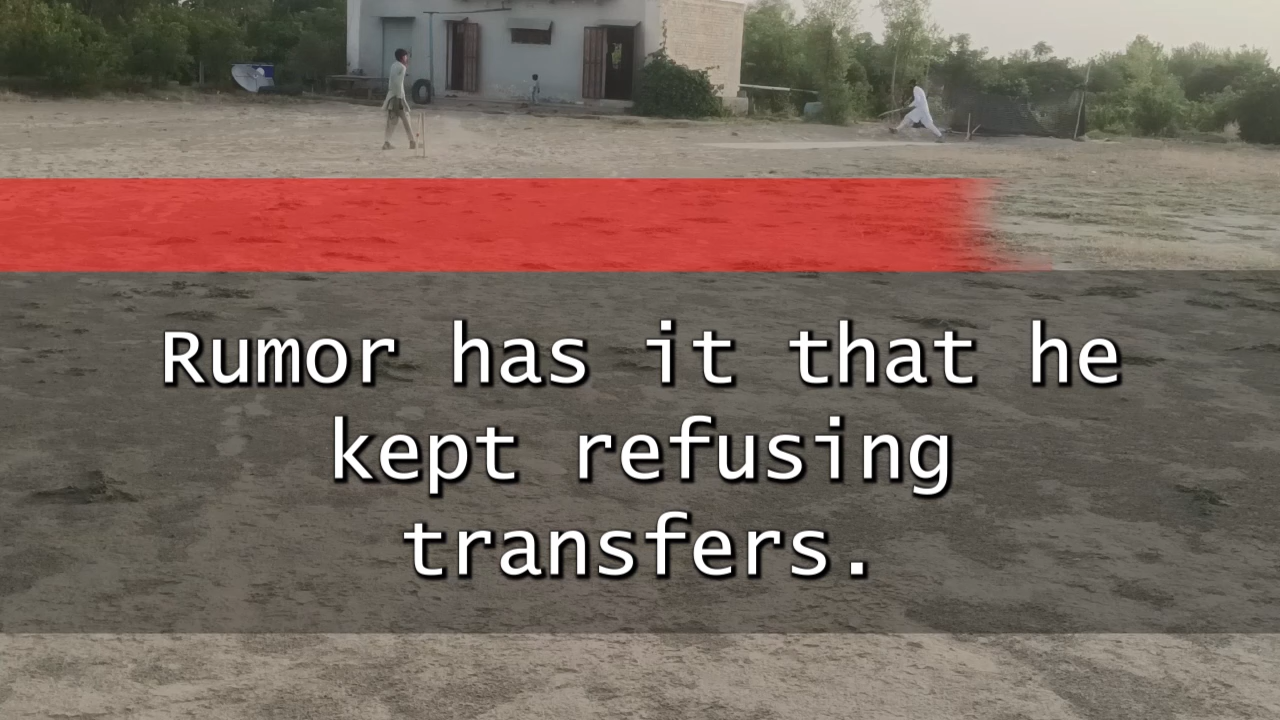 Rumor has it that he
kept refusing
transfers.